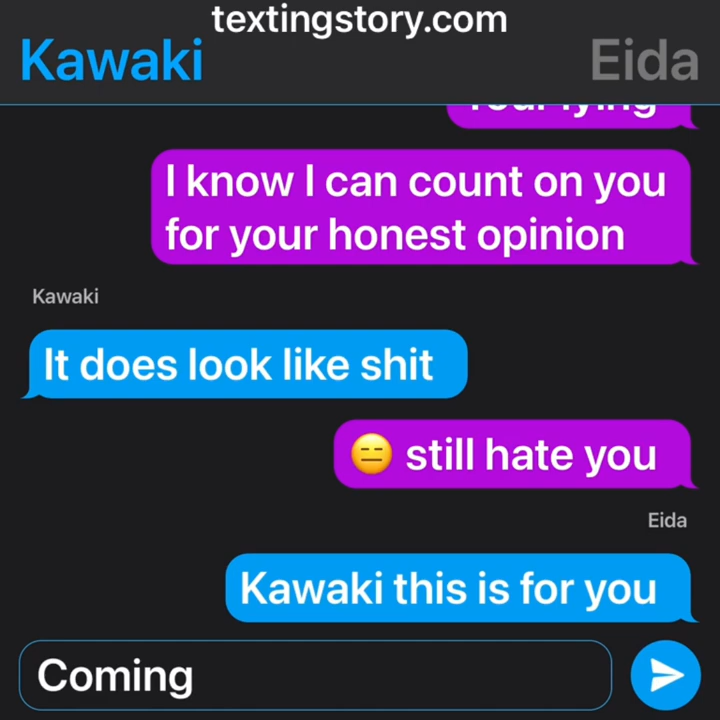 textingstory.com
Kawaki
Eida
I know I can count on you
for your honest opinion
Kawaki
It does look like shit
😑 still hate you
Eida
Kawaki this is for you
Coming